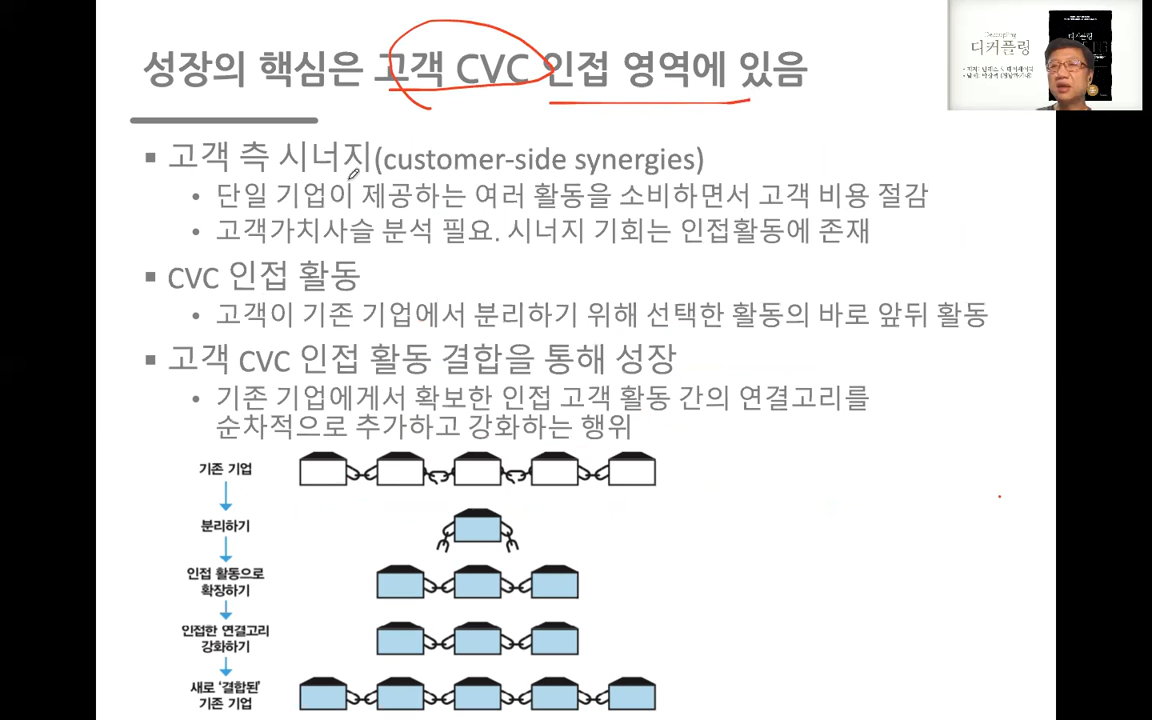 성장의 핵심은 고객 CVC 인접 영역에 있음
디커플링
▪ 고객 측 시너지(customer-side synergies)
• 단일 기업이 제공하는 여러 활동을 소비하면서 고객 비용 절감
• 고객가치사슬 분석 필요. 시너지 기회는 인접활동에 존재
▪ CVC 인접 활동
• 고객이 기존 기업에서 분리하기 위해 선택한 활동의 바로 앞뒤 활동
▪ 고객 CVC 인접 활동 결합을 통해 성장
• 기존 기업에게서 확보한 인접 고객 활동 간의 연결고리를
순차적으로 추가하고 강화하는 행위
기존 기업
분리하기
인접 활동으로
확장하기
인접한 연결고리
강화하기
새로 '결합된'
기존 기업